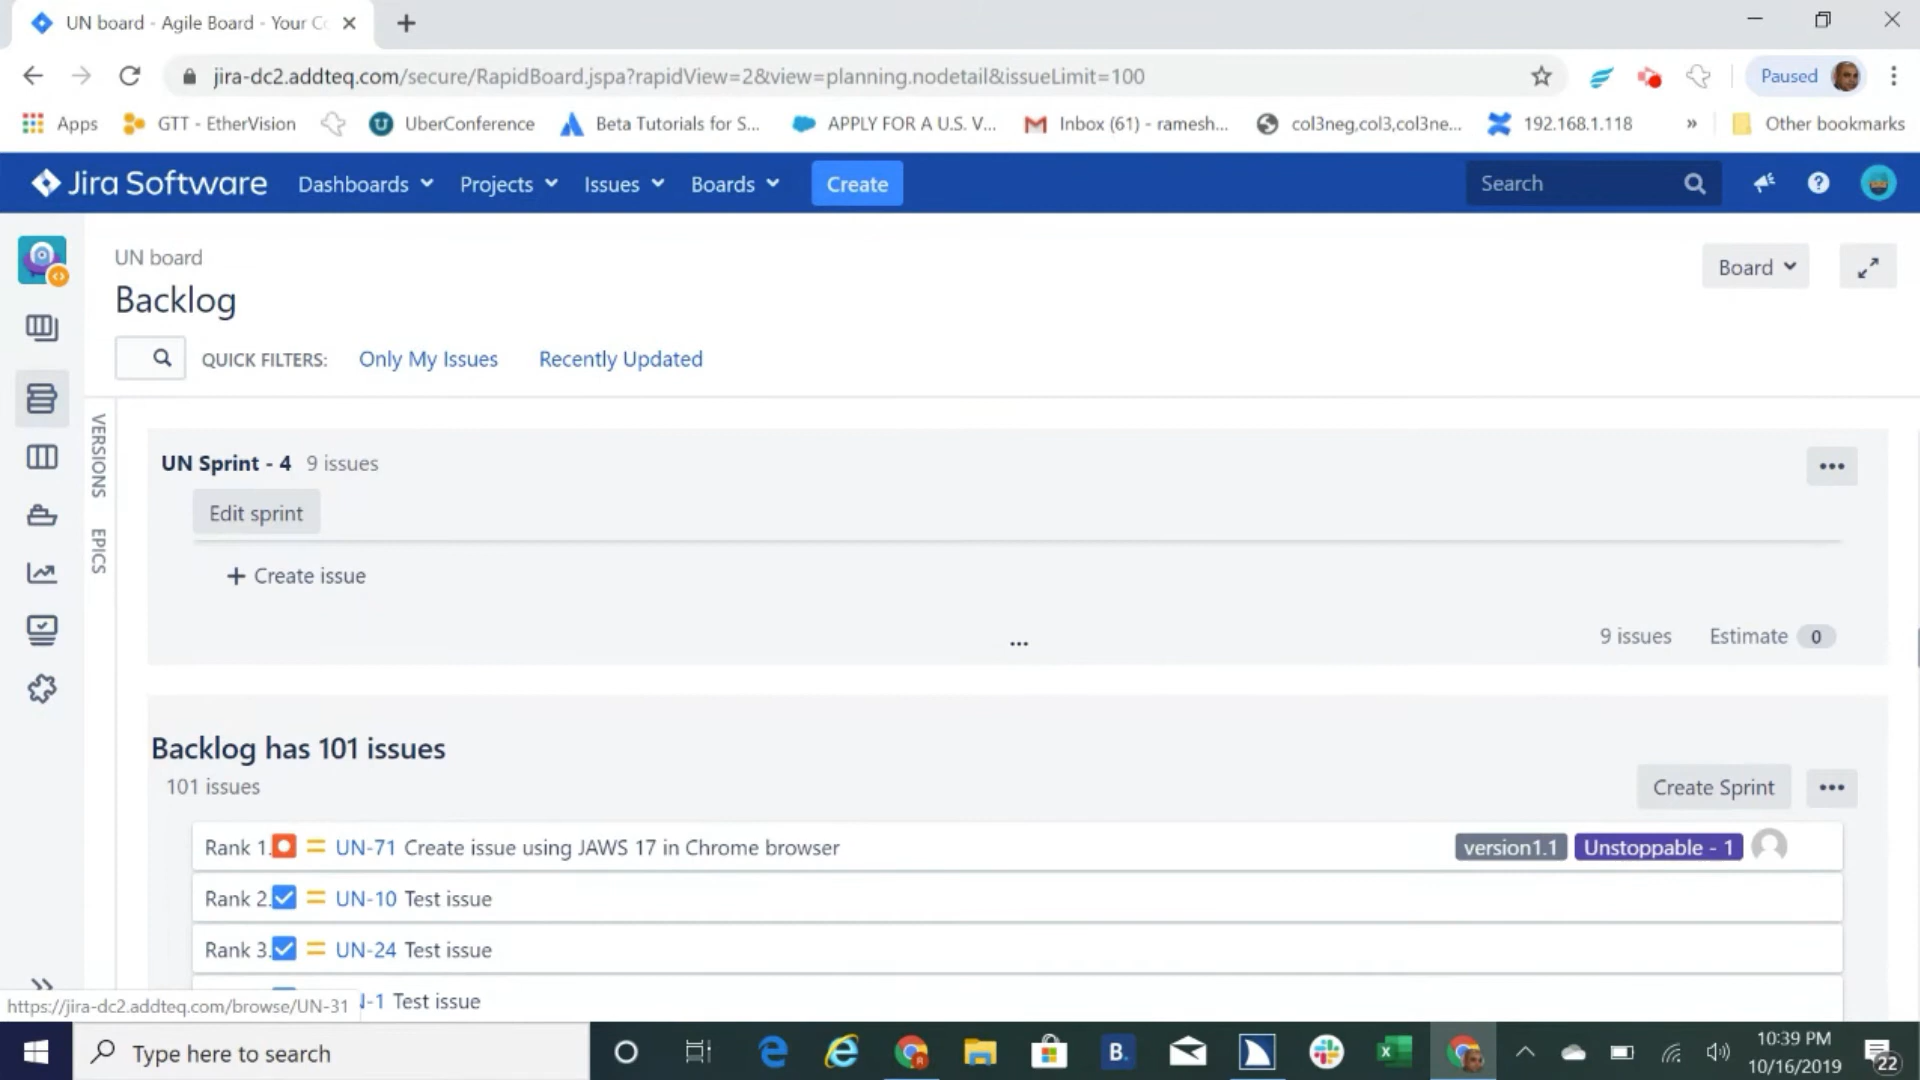 UN board - Agile Board - Your Co
jira-dc2.addteq.com/secure/RapidBoard.jspa?rapidView=2&view=planning.nodetail&issueLimit=100
Paused
Apps
GTT - EtherVision
UberConference
Beta Tutorials for S...
APPLY FOR A U.S. V...
Inbox (61) - ramesh...
col3neg,col3,col3ne...
192.168.1.118
»
Other bookmarks
Jira Software
Dashboards
Projects
Issues
Boards
Create
Search
UN board
Board
Backlog
QUICK FILTERS:
Only My Issues
Recently Updated
VERSIONS
EPICS
UN Sprint - 4 9 issues
Edit sprint
+ Create issue
...
9 issues Estimate 0
Backlog has 101 issues
101 issues
Create Sprint
Rank 1. UN-71 Create issue using JAWS 17 in Chrome browser version1.1 Unstoppable - 1
Rank 2. UN-10 Test issue
Rank 3. UN-24 Test issue
-1 Test issue
https://jira-dc2.addteq.com/browse/UN-31
Type here to search
B.
10:39 PM
10/16/2019
22